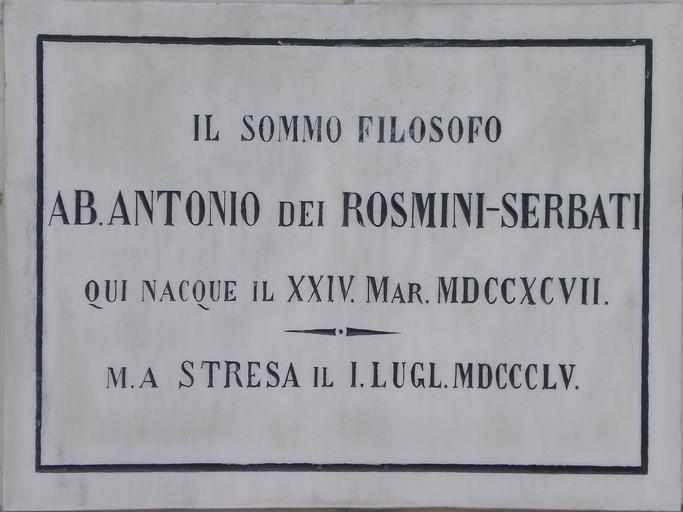 IL SOMMO FILOSOFO
AB. ANTONIO DEI ROSMINI-SERBATI
QUI NACQUE IL XXIV. MAR. MDCCXCVII.
M. A STRESA IL I. LUGL. MDCCCLV.